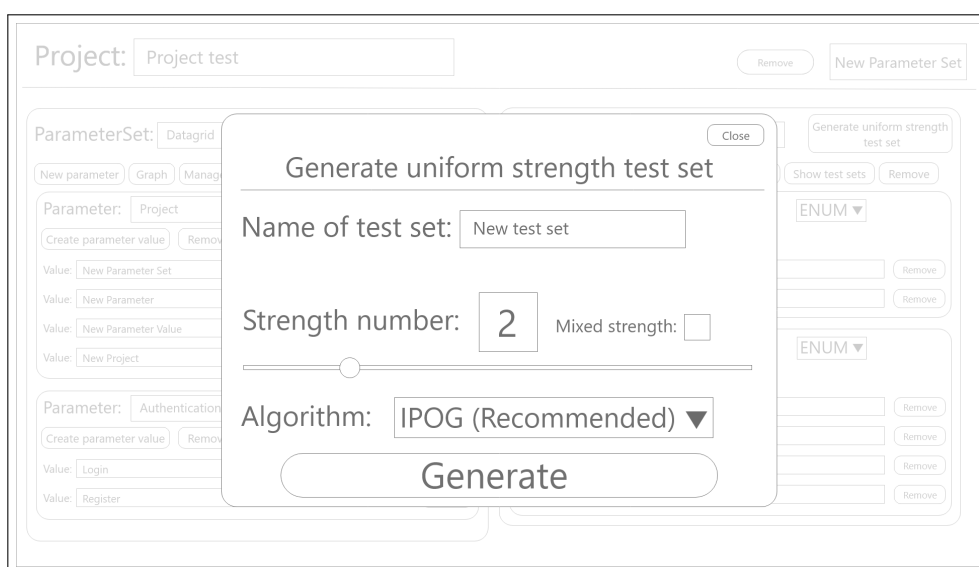 Project: Project test
Remove
New Parameter Set
ParameterSet: Datagrid
Generate uniform strength
test set
New parameter
Graph
Show test sets
Remove
Parameter: Project
ENUM ▼
Create parameter value
Value: New Parameter Set
Remove
Value: New Parameter
Remove
Value: New Parameter Value
Value: New Project
ENUM ▼
Parameter: Authentication
Remove
Create parameter value
Remove
Value: Login
Remove
Value: Register
Remove
Close
Generate uniform strength test set
Name of test set: New test set
Strength number: 2 Mixed strength:
Algorithm: IPOG (Recommended) ▼
Generate